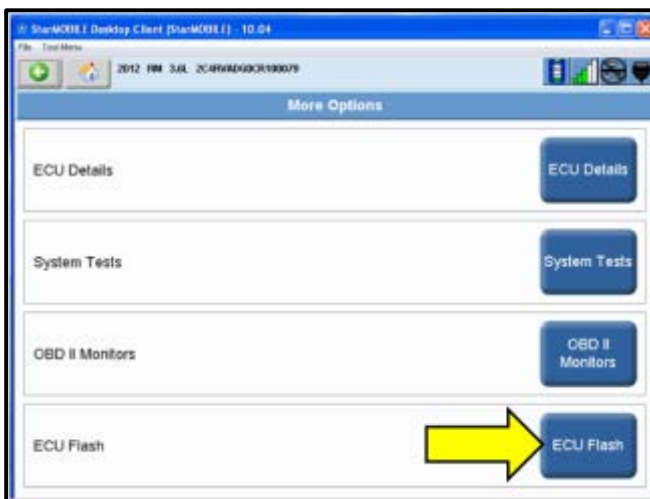 StarMOBILE Desktop Client (StarMOBILE) - 10.04
File Tool Menu
2012 RM 3.6L
More Options
ECU Details
ECU Details
System Tests
System Tests
OBD II Monitors
OBD II
Monitors
ECU Flash
ECU Flash